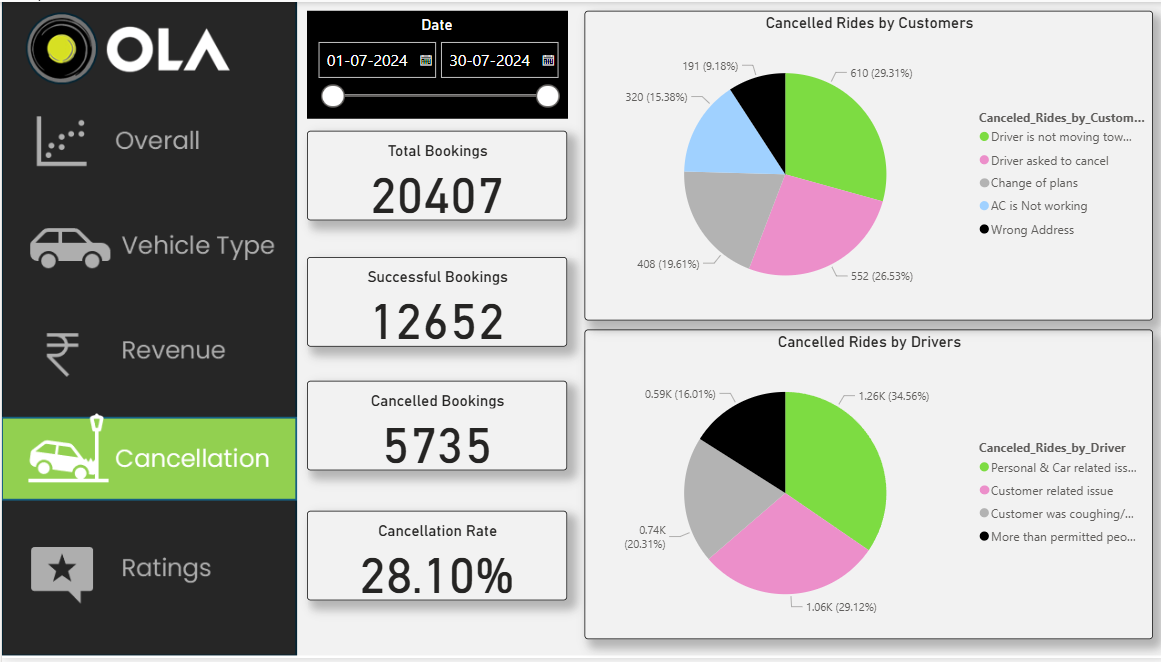 OLA
Overall
Vehicle Type
Revenue
Cancellation
Ratings
Date
01-07-2024
30-07-2024
Total Bookings
20407
Successful Bookings
12652
Cancelled Bookings
5735
Cancellation Rate
28.10%
Cancelled Rides by Customers
191 (9.18%)
610 (29.31%)
320 (15.38%)
408 (19.61%)
552 (26.53%)
Canceled_Rides_by_Custom...
Driver is not moving tow...
Driver asked to cancel
Change of plans
AC is Not working
Wrong Address
Cancelled Rides by Drivers
0.59K (16.01%)
1.26K (34.56%)
0.74K
(20.31%)
1.06K (29.12%)
Canceled_Rides_by_Driver
Personal & Car related iss...
Customer related issue
Customer was coughing/...
More than permitted peo...